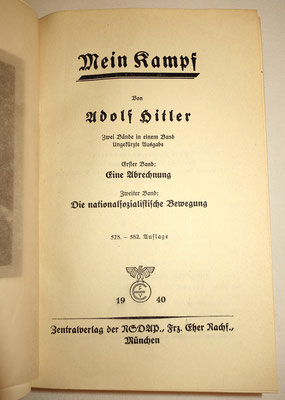 Mein Kampf
Von
Adolf Hitler
Zwei Bände in einem Band
Ungekürzte Ausgabe
Erster Band:
Eine Abrechnung
Zweiter Band:
Die nationalsozialistische Bewegung
578. – 582. Auflage
19 40
Zentralverlag der NSDAP., Frz. Eher Nachf.,
München